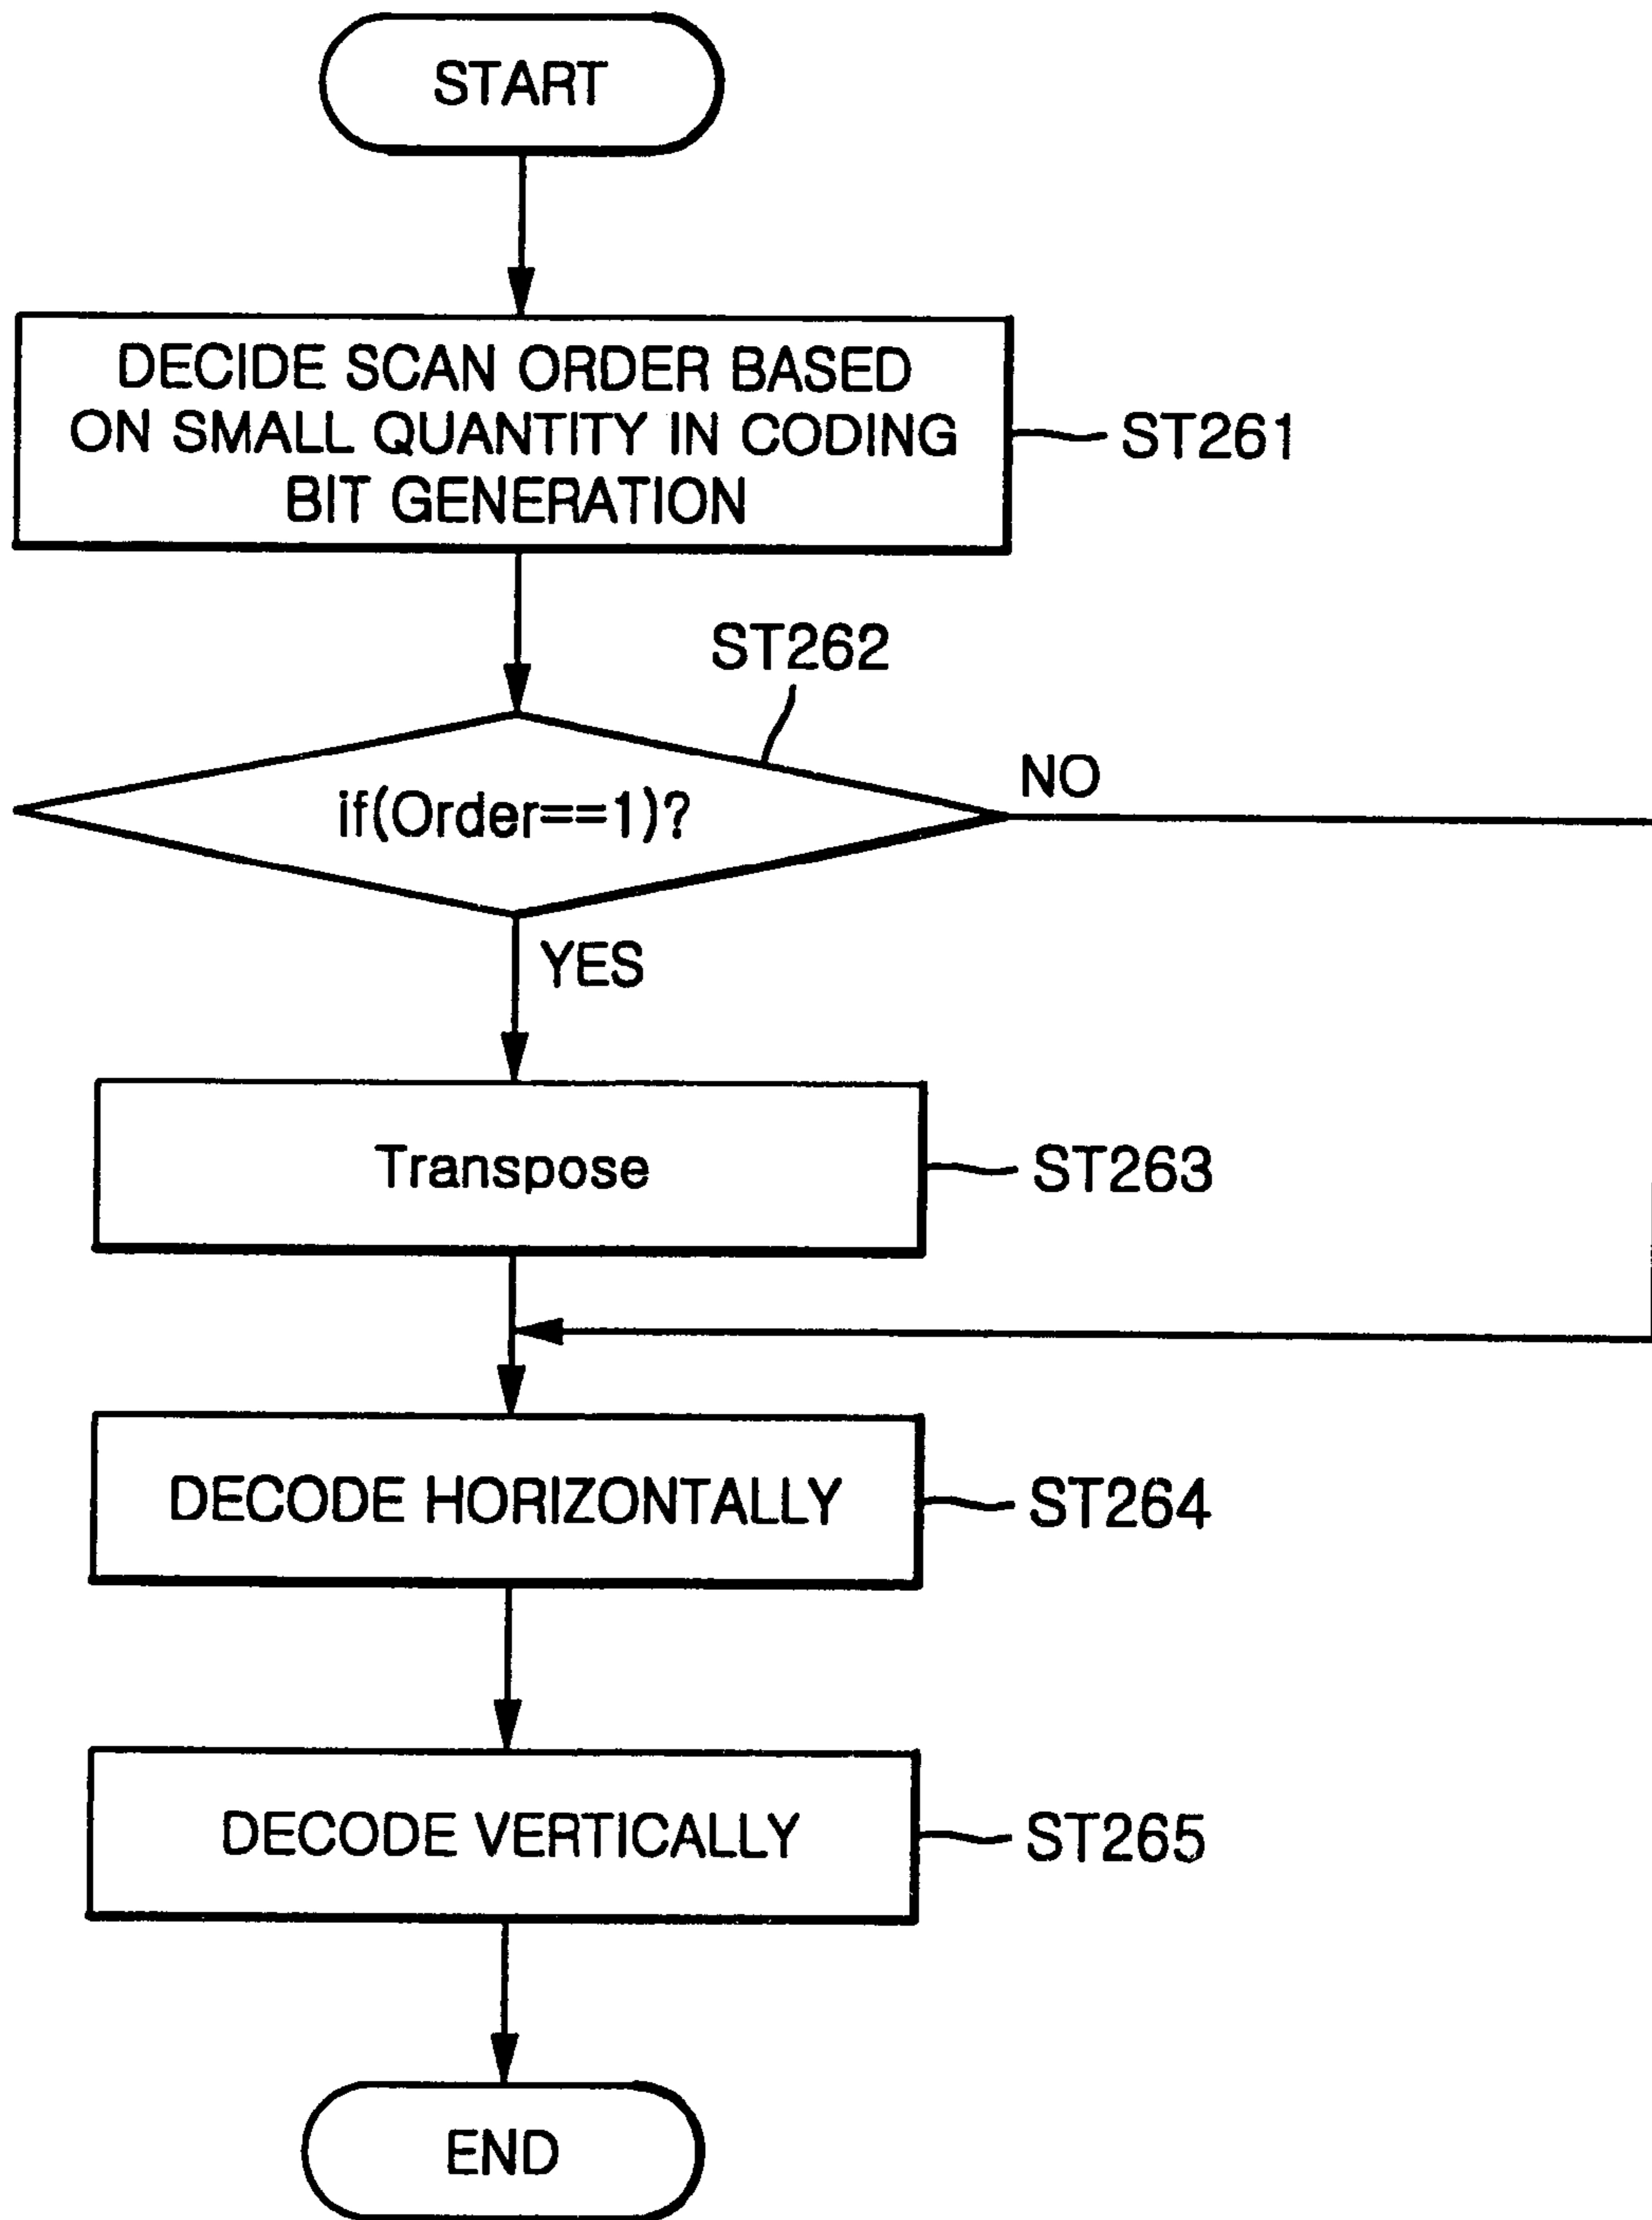 START
DECIDE SCAN ORDER BASED
ON SMALL QUANTITY IN CODING
BIT GENERATION
ST261
ST262
if(Order==1)?
NO
YES
Transpose
ST263
DECODE HORIZONTALLY
ST264
DECODE VERTICALLY
ST265
END